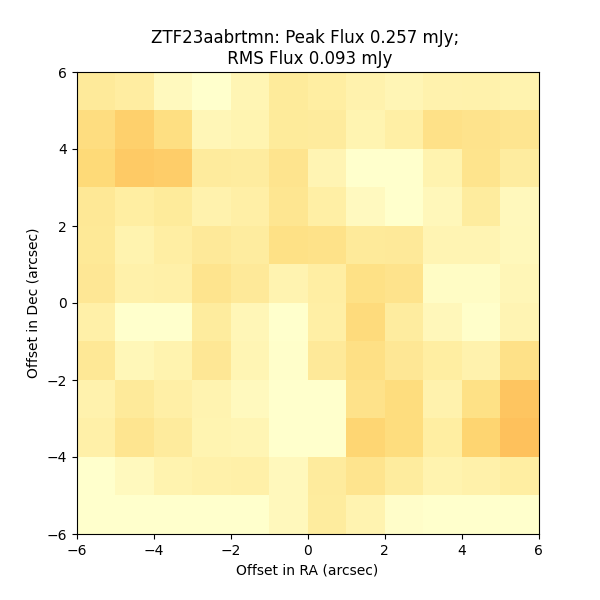 ZTF23aabrtmn: Peak Flux 0.257 mJy;
RMS Flux 0.093 mJy
6
4
2
0
−2
−4
−6
Offset in Dec (arcsec)
−6 −4 −2 0 2 4 6
Offset in RA (arcsec)